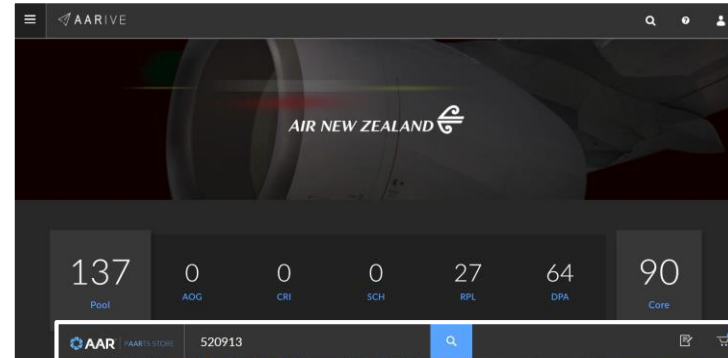 AARIVE
AIR NEW ZEALAND
137 0 0 0 27 64 90
Pool AOG CRI SCH RPL DPA Core
AAR PAARTS STORE 520913